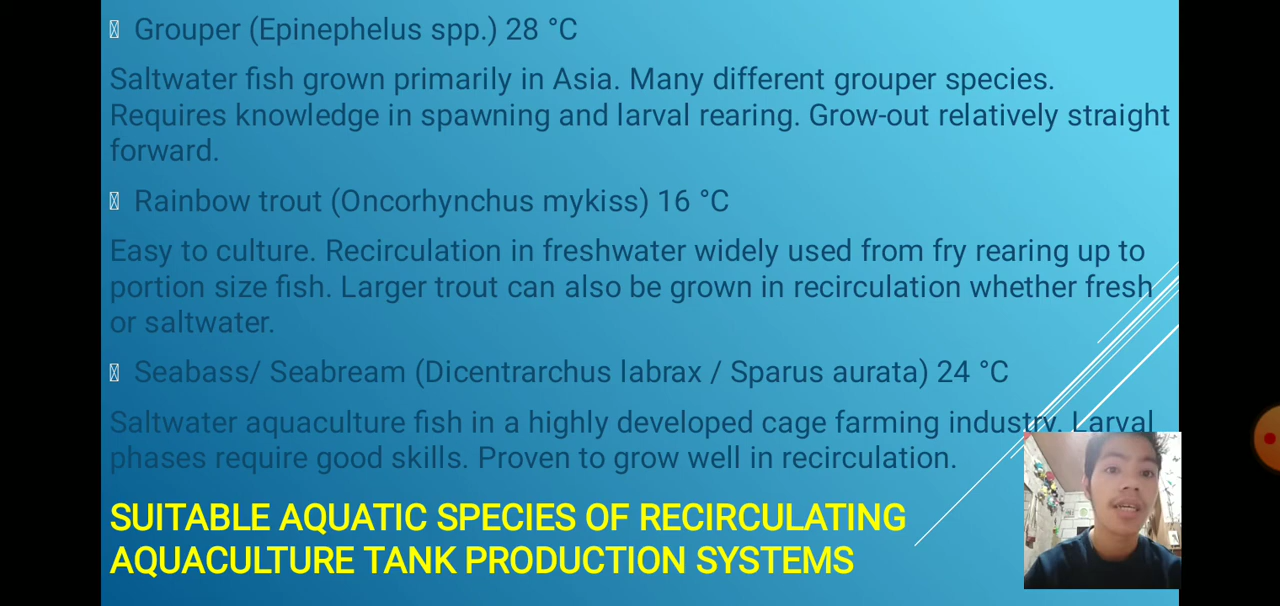 Grouper (Epinephelus spp.) 28 °C
Saltwater fish grown primarily in Asia. Many different grouper species.
Requires knowledge in spawning and larval rearing. Grow-out relatively straight
forward.
Rainbow trout (Oncorhynchus mykiss) 16 °C
Easy to culture. Recirculation in freshwater widely used from fry rearing up to
portion size fish. Larger trout can also be grown in recirculation whether fresh
or saltwater.
Seabass/ Seabream (Dicentrarchus labrax / Sparus aurata) 24 °C
Saltwater aquaculture fish in a highly developed cage farming industry. Larval
phases require good skills. Proven to grow well in recirculation.
SUITABLE AQUATIC SPECIES OF RECIRCULATING
AQUACULTURE TANK PRODUCTION SYSTEMS